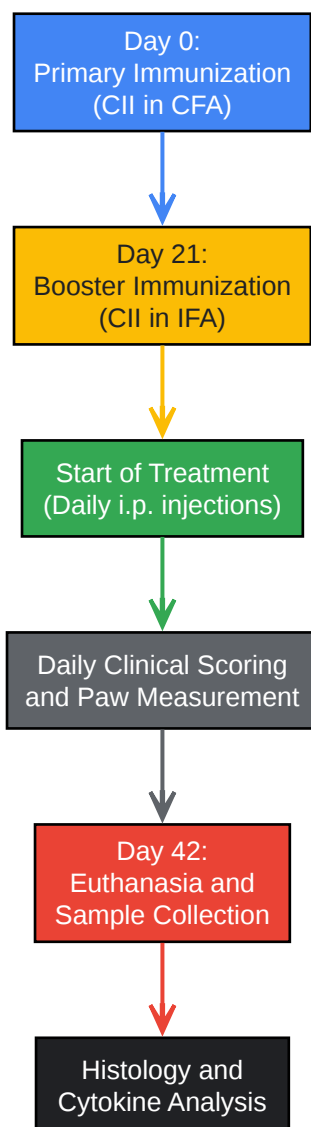 Day 0:
Primary Immunization
(CII in CFA)
Day 21:
Booster Immunization
(CII in IFA)
Start of Treatment
(Daily i.p. injections)
Daily Clinical Scoring
and Paw Measurement
Day 42:
Euthanasia and
Sample Collection
Histology and
Cytokine Analysis